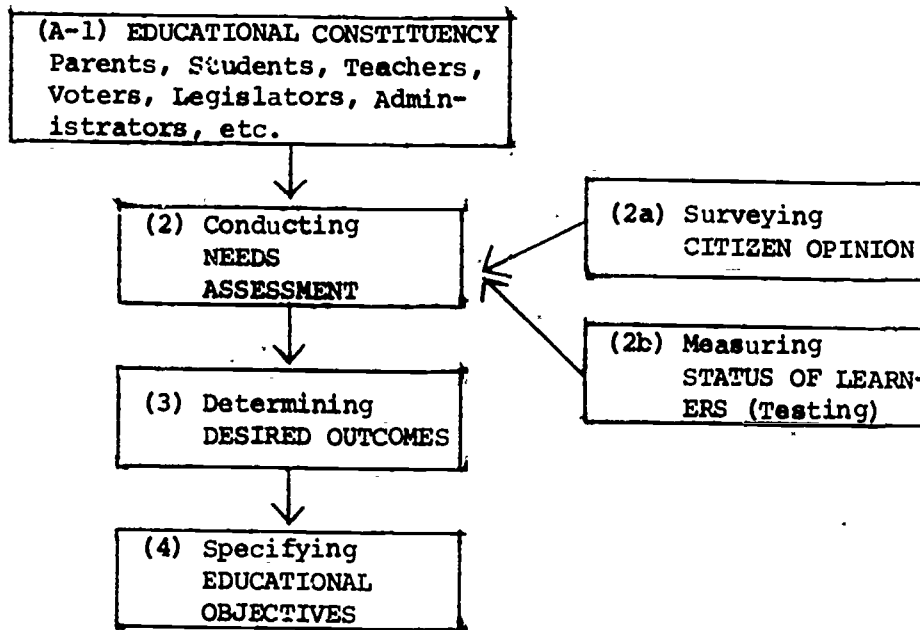 (A-1) EDUCATIONAL CONSTITUENCY
Parents, Students, Teachers,
Voters, Legislators, Admin-
istrators, etc.
(2) Conducting
NEEDS
ASSESSMENT
(2a) Surveying
CITIZEN OPINION
(2b) Measuring
STATUS OF LEARN-
ERS (Testing)
(3) Determining
DESIRED OUTCOMES
(4) Specifying
EDUCATIONAL
OBJECTIVES